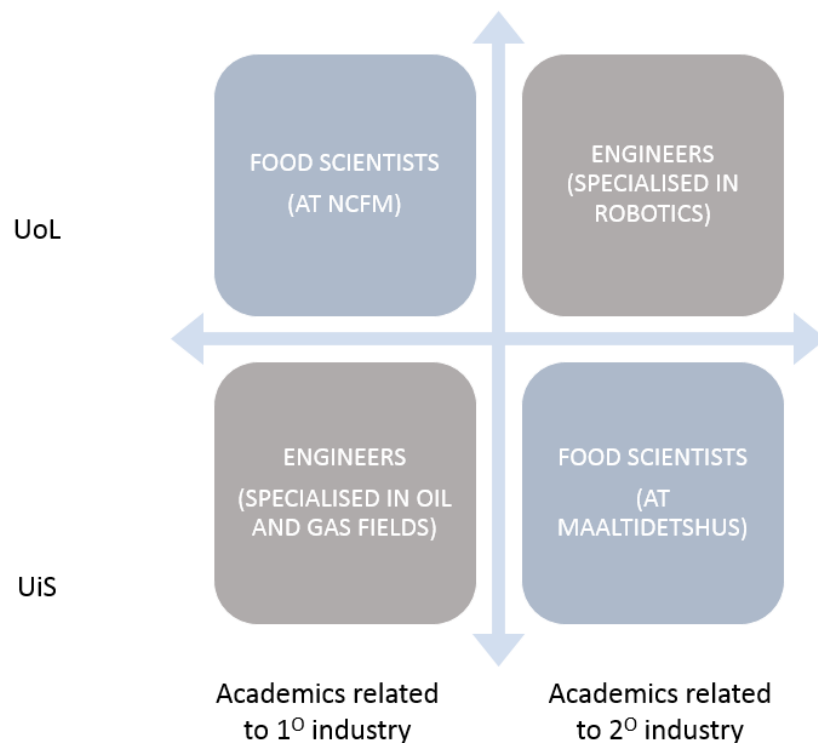 FOOD SCIENTISTS
(AT NCFM)
ENGINEERS
(SPECIALISED IN
ROBOTICS)
UoL
ENGINEERS
(SPECIALISED IN OIL
AND GAS FIELDS)
FOOD SCIENTISTS
(AT
MAALTIDETSHUS)
UiS
Academics related
to 1º industry
Academics related
to 2º industry